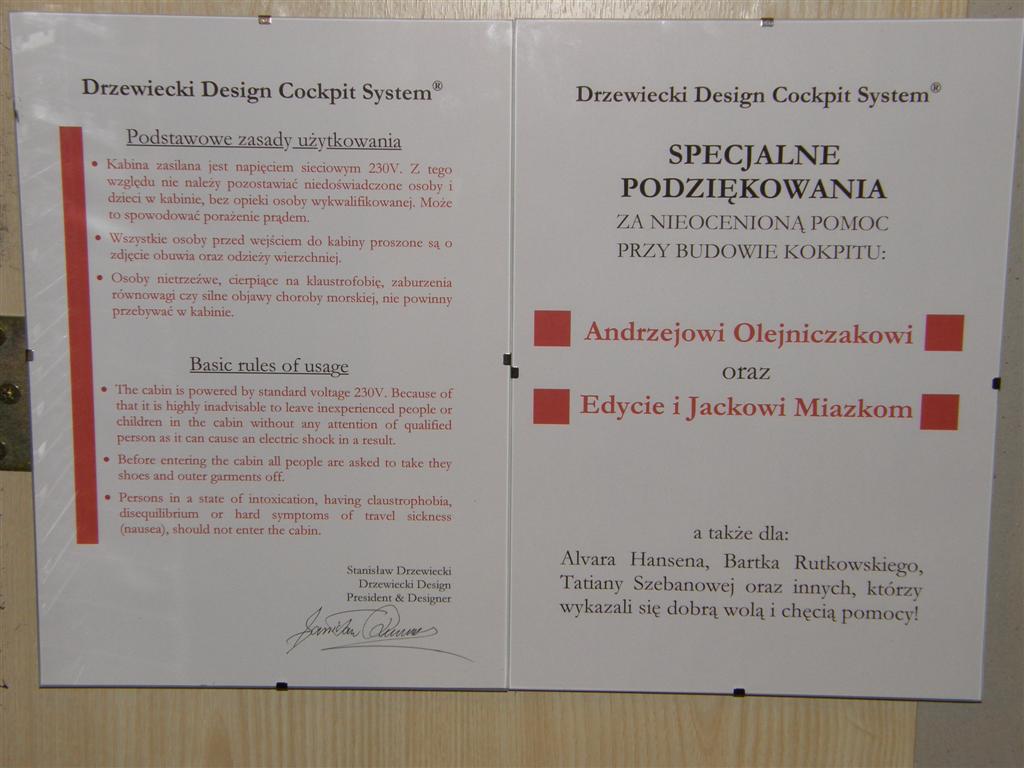 Drzewiecki Design Cockpit System®
Podstawowe zasady użytkowania
• Kabina zasilana jest napięciem sieciowym 230V. Z tego
względu nie należy pozostawiać niedoświadczone osoby i
dzieci w kabinie, bez opieki osoby wykwalifikowanej. Może
to spowodować porażenie prądem.
• Wszystkie osoby przed wejściem do kabiny proszone są o
zdjęcie obuwia oraz odzieży wierzchniej.
• Osoby nietrzeźwe, cierpiące na klaustrofobię, zaburzenia
równowagi czy silne objawy choroby morskiej, nie powinny
przebywać w kabinie.
Basic rules of usage
• The cabin is powered by standard voltage 230V. Because of
that it is highly inadvisable to leave inexperienced people or
children in the cabin without any attention of qualified
person as it can cause an electric shock in a result.
• Before entering the cabin all people are asked to take they
shoes and outer garments off.
• Persons in a state of intoxication, having claustrophobia,
disequilibrium or hard symptoms of travel sickness
(nausea), should not enter the cabin.
Stanisław Drzewiecki
Drzewiecki Design
President & Designer
Drzewiecki Design Cockpit System®
SPECJALNE
PODZIĘKOWANIA
ZA NIEOCENIONĄ POMOC
PRZY BUDOWIE KOKPITU:
Andrzejowi Olejniczakowi
oraz
Edycie i Jackowi Miazkom
a także dla:
Alvara Hansena, Bartka Rutkowskiego,
Tatiany Szebanowej oraz innych, którzy
wykazali się dobrą wolą i chęcią pomocy!